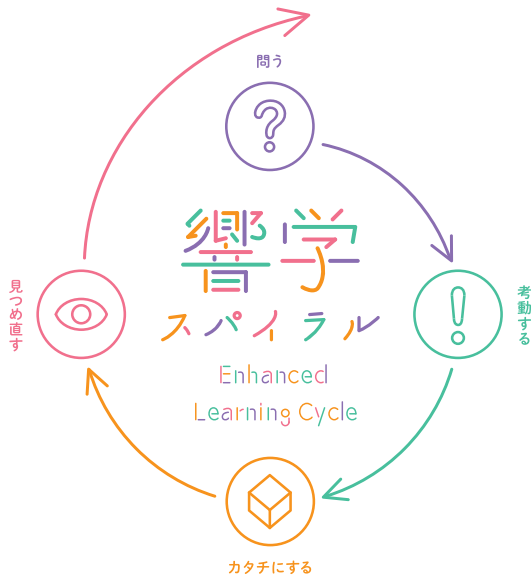 問う
響学
スパイラル
Enhanced
Learning Cycle
考動する
カタチにする
見つめ直す